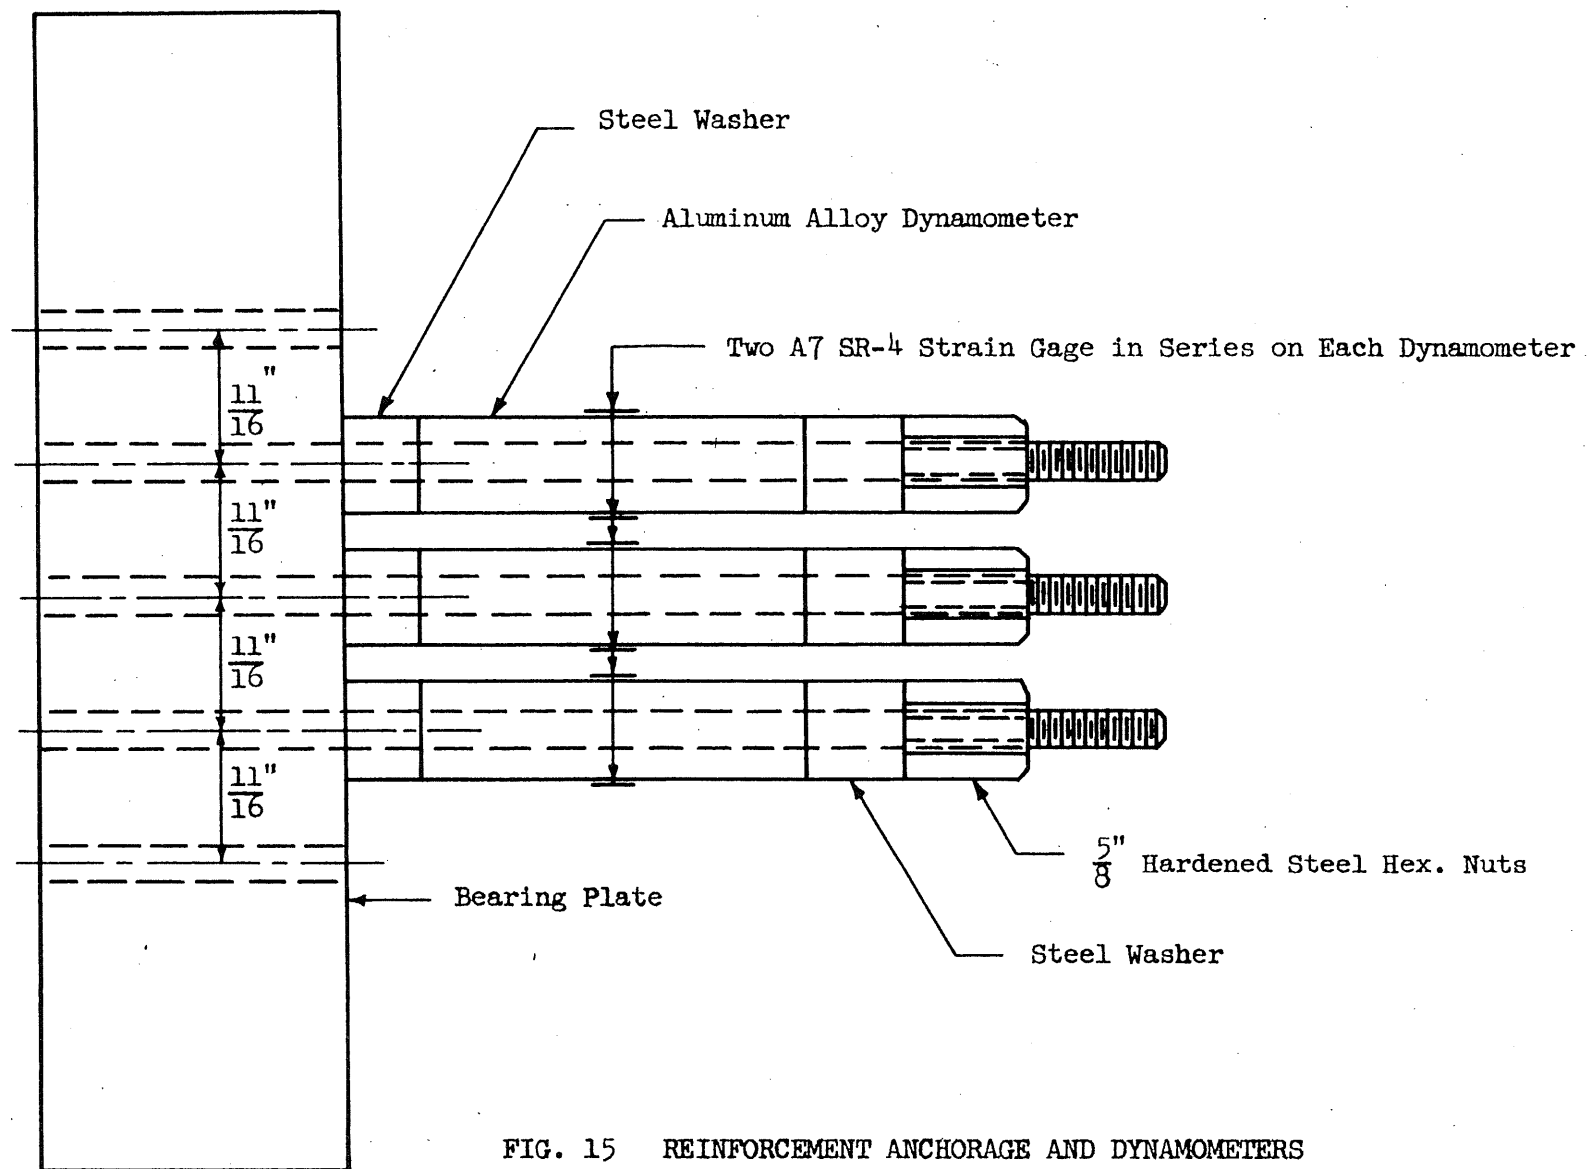 Steel Washer
Aluminum Alloy Dynamometer
Two A7 SR-4 Strain Gage in Series on Each Dynamometer
11"
16
11"
16
11"
16
11"
16
5" Hardened Steel Hex. Nuts
8
Bearing Plate
Steel Washer
FIG. 15 REINFORCEMENT ANCHORAGE AND DYNAMOMETERS